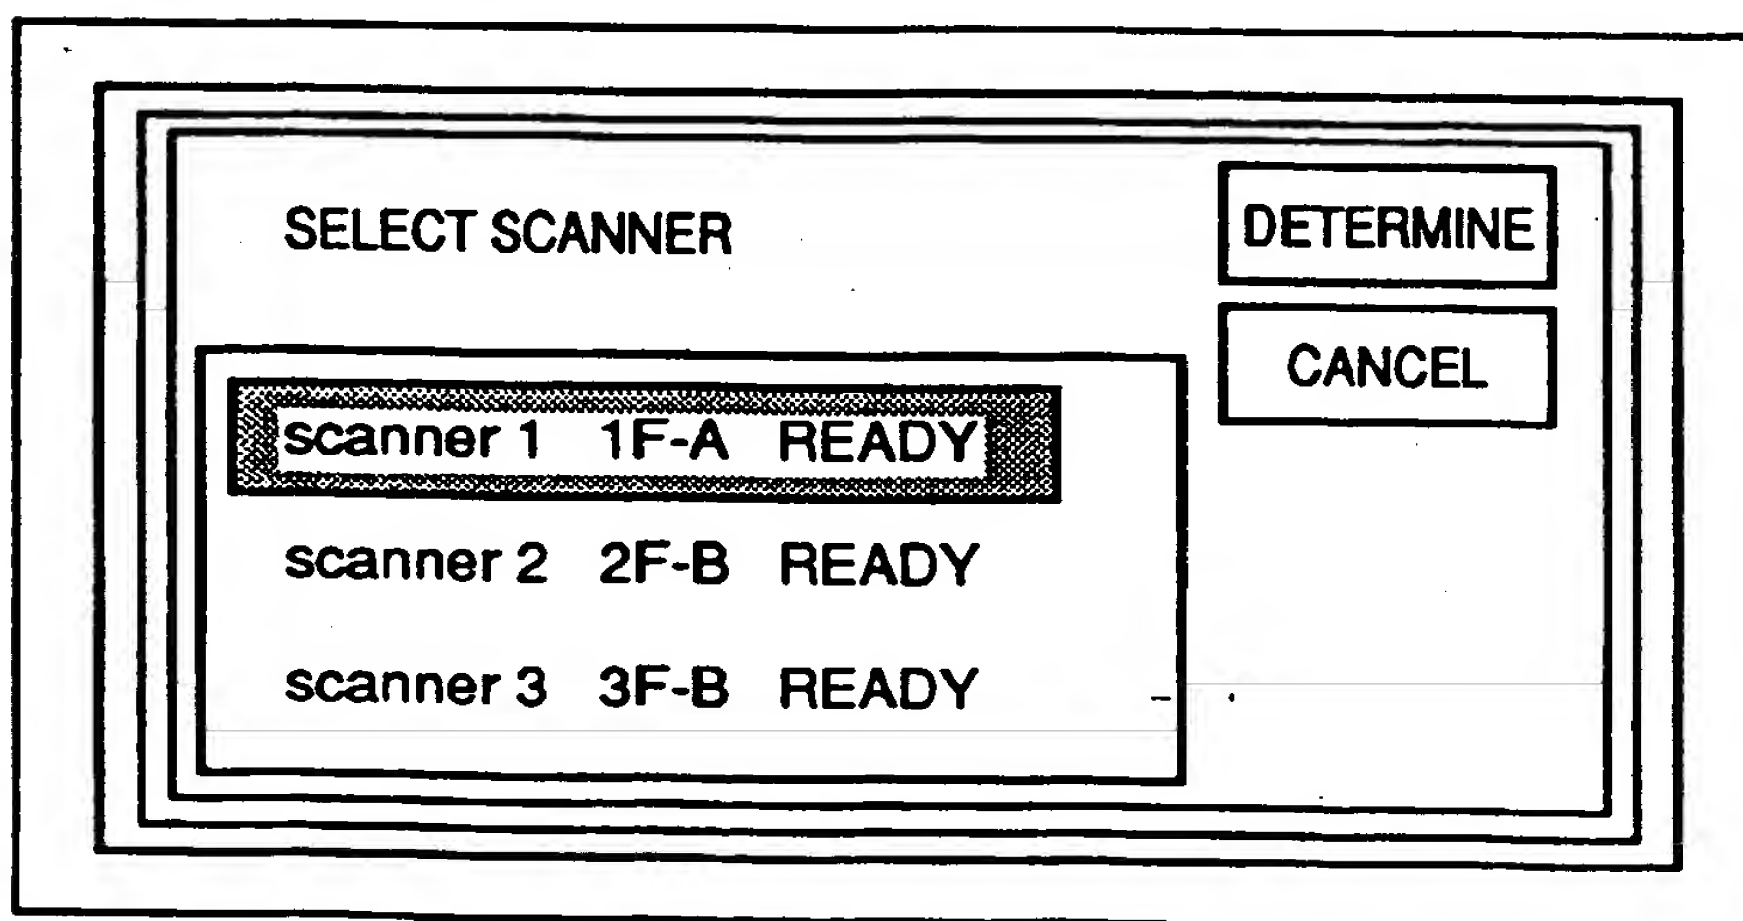 SELECT SCANNER
DETERMINE
CANCEL
scanner 1 1F-A READY
scanner 2 2F-B READY
scanner 3 3F-B READY